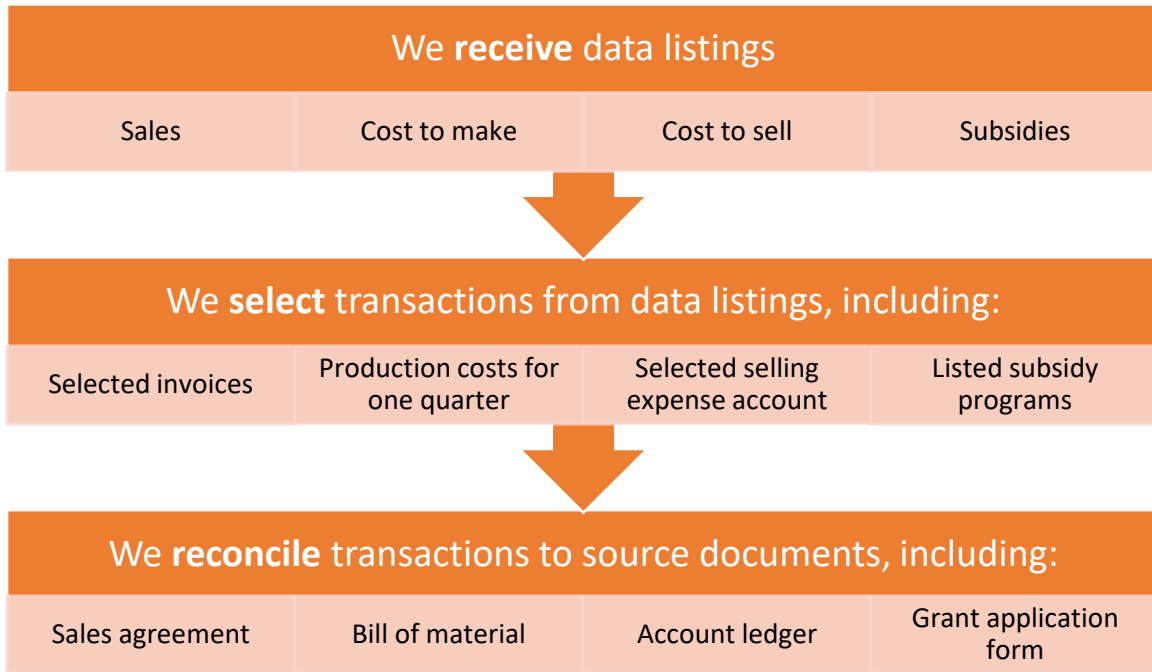 We receive data listings
Sales
Cost to make
Cost to sell
Subsidies
We select transactions from data listings, including:
Selected invoices
Production costs for
one quarter
Selected selling
expense account
Listed subsidy
programs
We reconcile transactions to source documents, including:
Sales agreement
Bill of material
Account ledger
Grant application
form